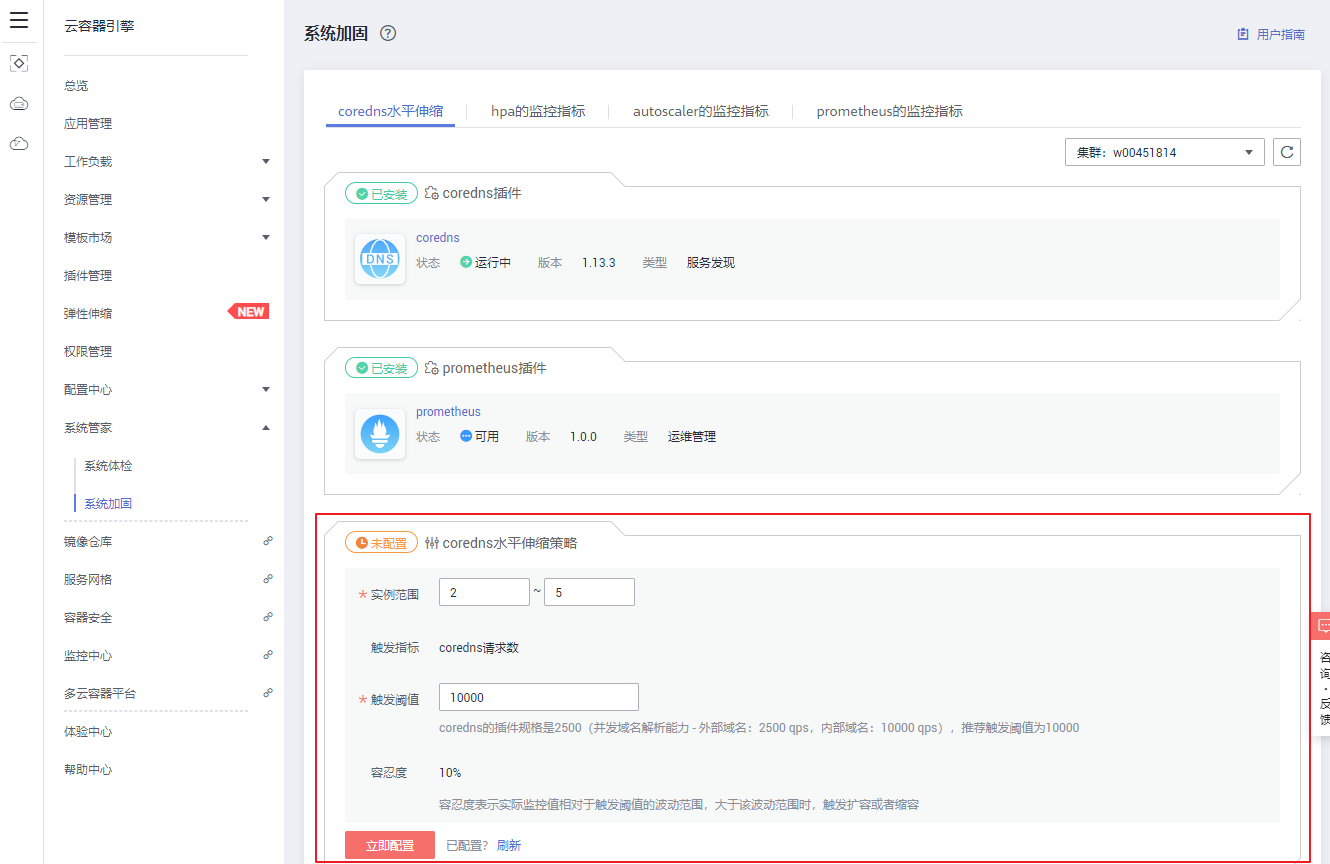 云容器引擎
总览
应用管理
工作负载
资源管理
模板市场
插件管理
弹性伸缩 NEW
权限管理
配置中心
系统管家
系统体检
系统加固
镜像仓库
服务网格
容器安全
监控中心
多云容器平台
体验中心
帮助中心
系统加固 ?
用户指南
coredns水平伸缩 hpa的监控指标 autoscaler的监控指标 prometheus的监控指标
集群：w00451814
已安装 coredns插件
DNS
coredns
状态 运行中 版本 1.13.3 类型 服务发现
已安装 prometheus插件
prometheus
状态 可用 版本 1.0.0 类型 运维管理
未配置 coredns水平伸缩策略
* 实例范围 2 ~ 5
触发指标 coredns请求数
* 触发阈值 10000
coredns的插件规格是2500（并发域名解析能力 - 外部域名：2500 qps，内部域名：10000 qps），推荐触发阈值为10000
容忍度 10%
容忍度表示实际监控值相对于触发阈值的波动范围，大于该波动范围时，触发扩容或者缩容
立即配置 已配置? 刷新
咨询·反馈